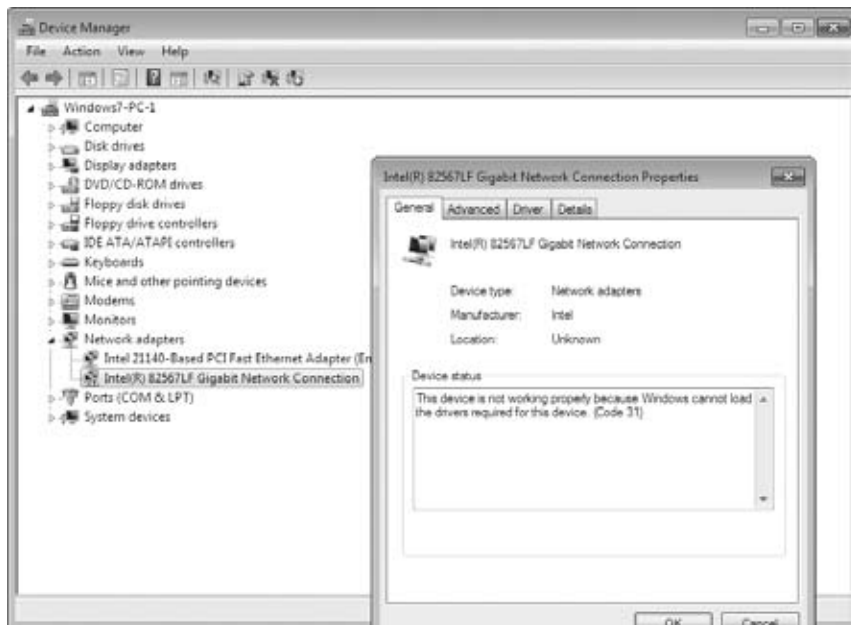 Device Manager
File Action View Help
Windows7-PC-1
Computer
Disk drives
Display adapters
DVD/CD-ROM drives
Floppy disk drives
Floppy drive controllers
IDE ATA/ATAPI controllers
Keyboards
Mice and other pointing devices
Modems
Monitors
Network adapters
Intel 21140-Based PCI Fast Ethernet Adapter (En
Intel(R) 82567LF Gigabit Network Connection
Ports (COM & LPT)
System devices
Intel(R) 82567LF Gigabit Network Connection Properties
General Advanced Driver Details
Intel(R) 82567LF Gigabit Network Connection
Device type: Network adapters
Manufacturer: Intel
Location: Unknown
Device status
This device is not working properly because Windows cannot load
the drivers required for this device. (Code 31)
OK Cancel